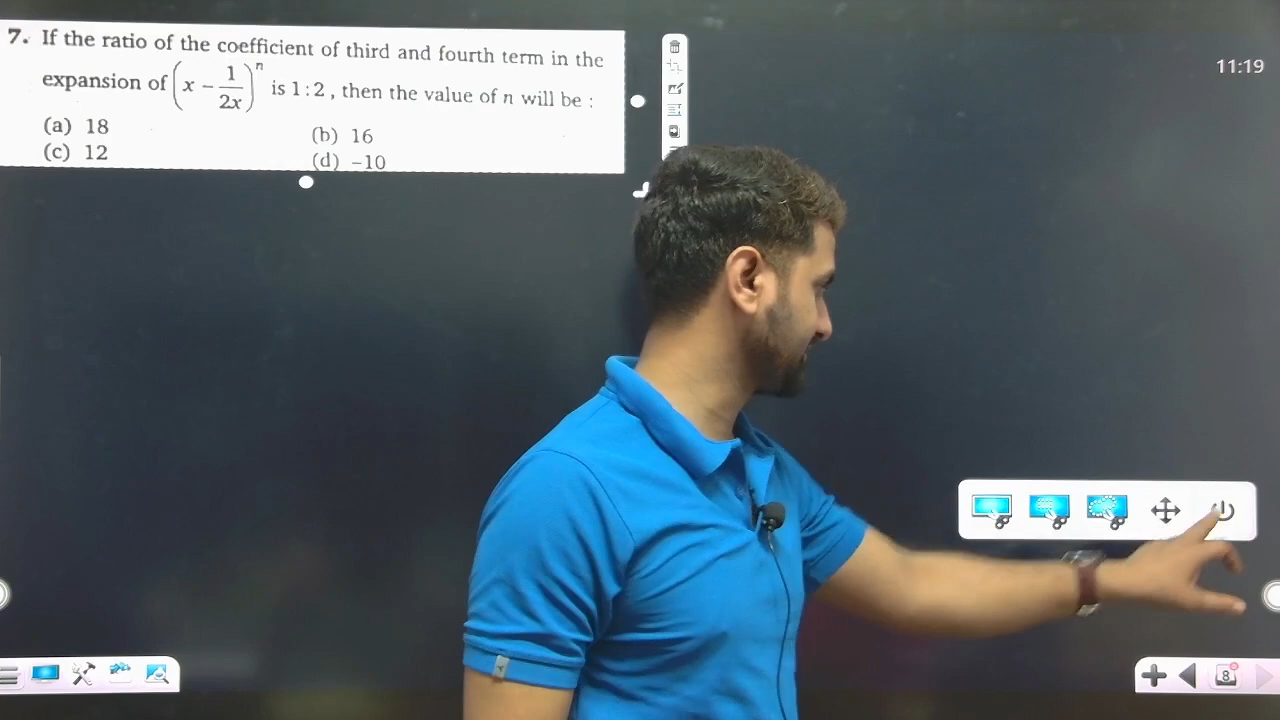 7. If the ratio of the coefficient of third and fourth term in the
expansion of (x - 1/2x)^n is 1 : 2 , then the value of n will be :
(a) 18 (b) 16
(c) 12 (d) –10
11:19
8